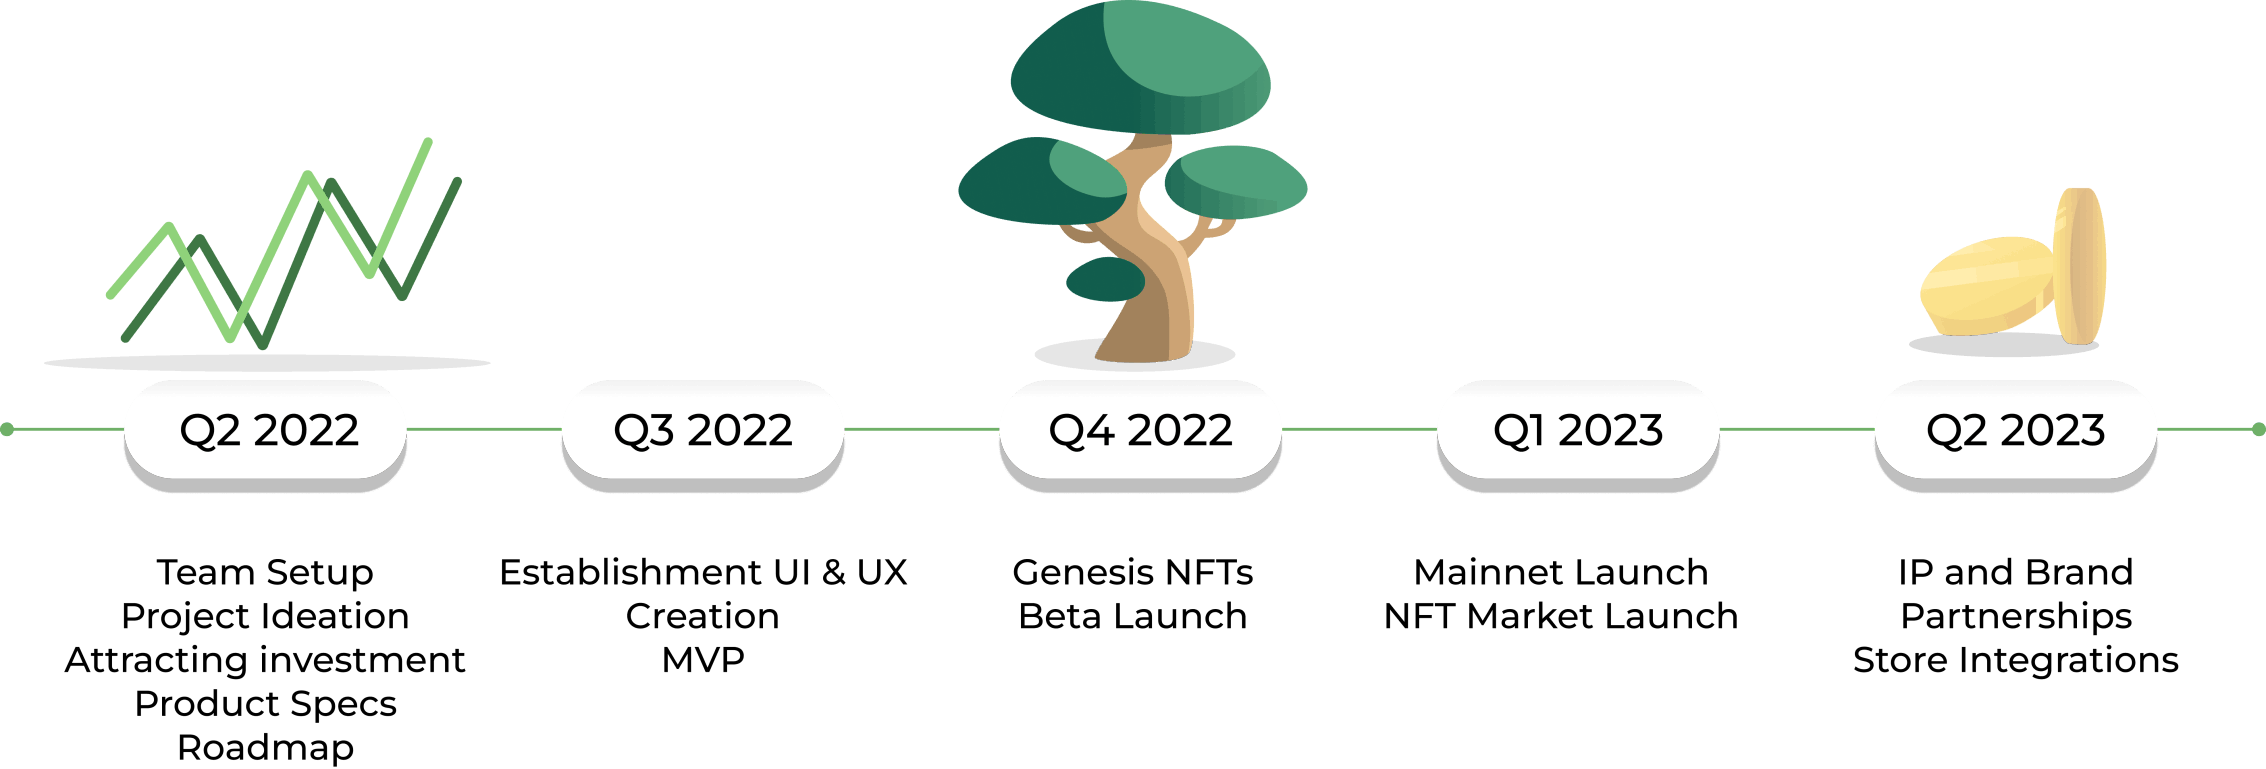 Q2 2022
Team Setup
Project Ideation
Attracting investment
Product Specs
Roadmap
Q3 2022
Establishment UI & UX
Creation
MVP
Q4 2022
Genesis NFTs
Beta Launch
Q1 2023
Mainnet Launch
NFT Market Launch
Q2 2023
IP and Brand
Partnerships
Store Integrations